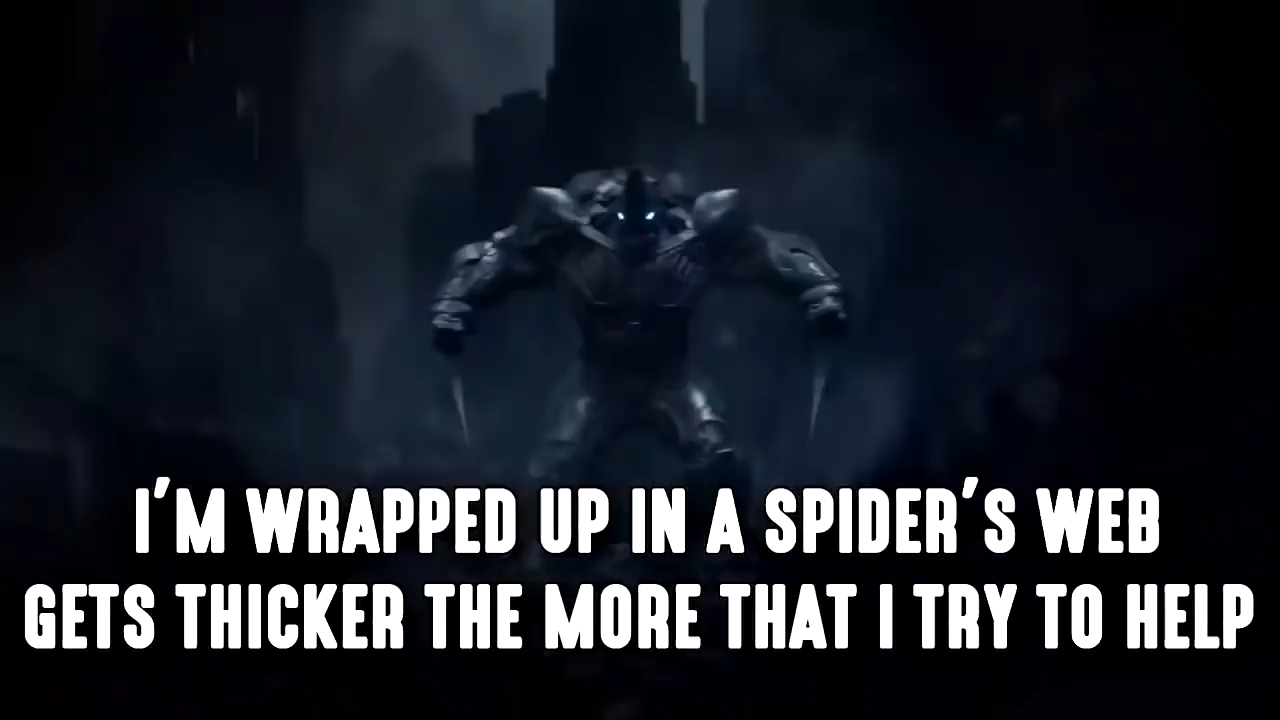 I'M WRAPPED UP IN A SPIDER'S WEB
GETS THICKER THE MORE THAT I TRY TO HELP